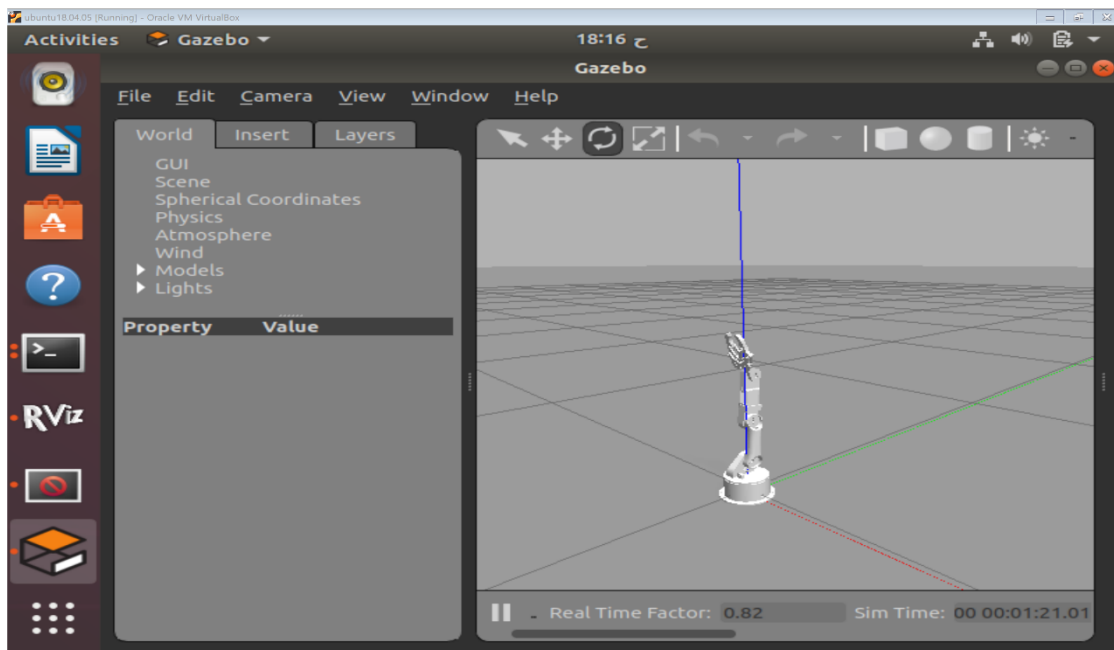 ubuntu18.04.05 [Running] - Oracle VM VirtualBox
Activities Gazebo 18:16 ح
Gazebo
File Edit Camera View Window Help
World Insert Layers
GUI
Scene
Spherical Coordinates
Physics
Atmosphere
Wind
Models
Lights
Property Value
>_
RViz
Real Time Factor: 0.82 Sim Time: 00 00:01:21.01